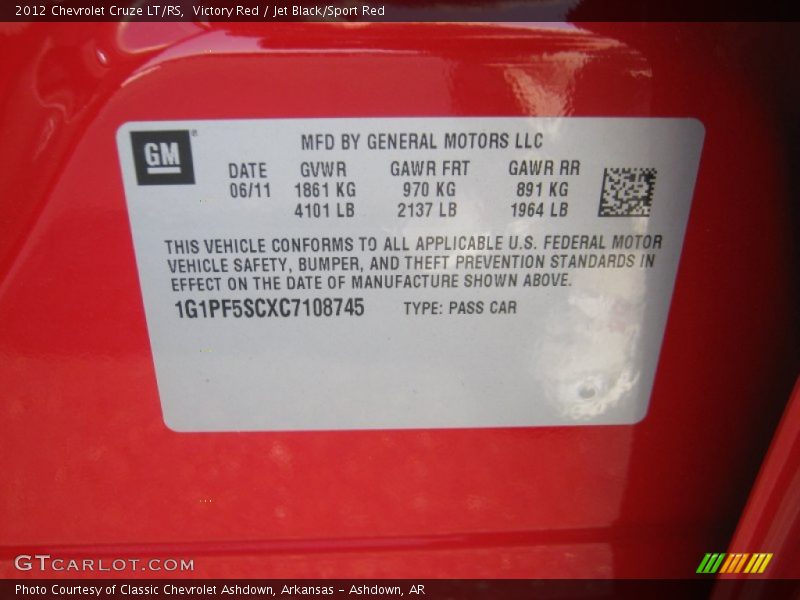 2012 Chevrolet Cruze LT/RS,  Victory Red / Jet Black/Sport Red
GM®
MFD BY GENERAL MOTORS LLC
DATE GVWR GAWR FRT GAWR RR
06/11 1861 KG 970 KG 891 KG
4101 LB 2137 LB 1964 LB
THIS VEHICLE CONFORMS TO ALL APPLICABLE U.S. FEDERAL MOTOR
VEHICLE SAFETY, BUMPER, AND THEFT PREVENTION STANDARDS IN
EFFECT ON THE DATE OF MANUFACTURE SHOWN ABOVE.
1G1PF5SCXC7108745 TYPE: PASS CAR
GTCARLOT.COM
Photo Courtesy of Classic Chevrolet Ashdown, Arkansas – Ashdown, AR